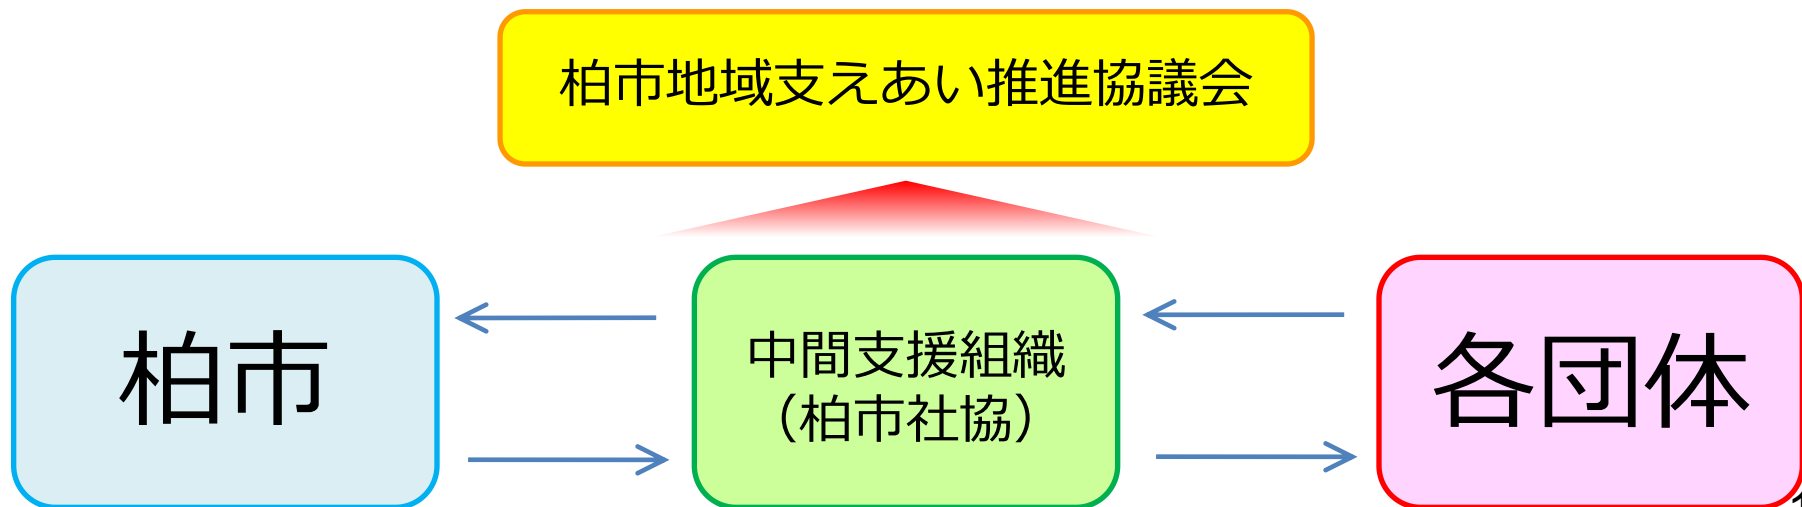 柏市地域支えあい推進協議会
柏市
中間支援組織
（柏市社協）
各団体